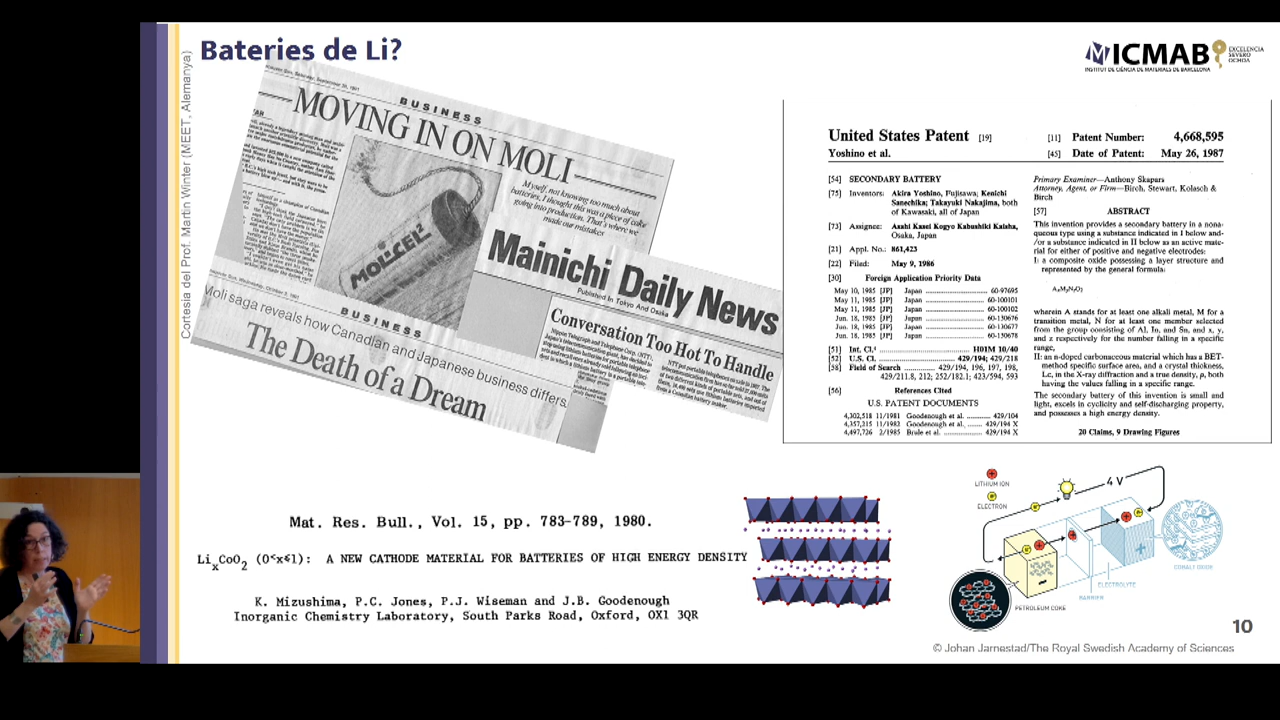 Bateries de Li?
ICMAB
INSTITUT DE CIÈNCIA DE MATERIALS DE BARCELONA
EXCELENCIA
SEVERO
OCHOA
Cortesia del Prof. Martin Winter (MEET, Alemanya)
BUSINESS
MOVING IN ON MOLI
Myself, not knowing too much about
batteries, I thought this was a piece of cake
going into production. That's where we
made our mistakes
Mainichi Daily News
Published in Tokyo And Osaka
Conversation Too Hot To Handle
BUSINESS
Moli saga reveals how Canadian and Japanese business differs.
The Death of a Dream
United States Patent [19]
Yoshino et al.
[11] Patent Number: 4,668,595
[45] Date of Patent: May 26, 1987
[54] SECONDARY BATTERY
[75] Inventors: Akira Yoshino, Fujisawa; Kenichi
Sanechika; Takayuki Nakajima, both
of Kawasaki, all of Japan
[73] Assignee: Asahi Kasei Kogyo Kabushiki Kaisha,
Osaka, Japan
[21] Appl. No.: 861,423
[22] Filed: May 9, 1986
[30] Foreign Application Priority Data
May 10, 1985 [JP] Japan 60-97695
May 11, 1985 [JP] Japan 60-100101
May 11, 1985 [JP] Japan 60-100102
Jun. 18, 1985 [JP] Japan 60-130676
Jun. 18, 1985 [JP] Japan 60-130677
Jun. 18, 1985 [JP] Japan 60-130678
[51] Int. Cl.⁴ H01M 10/40
[52] U.S. Cl. 429/194; 429/218
[58] Field of Search 429/194, 196, 197, 198,
429/211.8, 212; 252/182.1; 423/594, 593
[56] References Cited
U.S. PATENT DOCUMENTS
4,302,518 11/1981 Goodenough et al. 429/104
4,357,215 11/1982 Goodenough et al. 429/194 X
4,497,726 2/1985 Brule et al. 429/194 X
Primary Examiner—Anthony Skapars
Attorney, Agent, or Firm—Birch, Stewart, Kolasch &
Birch
[57] ABSTRACT
This invention provides a secondary battery in a nona-
queous type using a substance indicated in I below and-
/or a substance indicated in II below as an active mate-
rial for either of positive and negative electrodes:
I: a composite oxide possessing a layer structure and
represented by the general formula:
wherein A stands for at least one alkali metal, M for a
transition metal, N for at least one member selected
from the group consisting of Al, In, and Sn, and x, y,
and z respectively for the number falling in a specific
range,
II: an n-doped carbonaceous material which has a BET-
method specific surface area, and a crystal thickness,
Lc, in the X-ray diffraction and a true density, ρ, both
having the values falling in a specific range.
The secondary battery of this invention is small and
light, excels in cyclicity and self-discharging property,
and possesses a high energy density.
20 Claims, 9 Drawing Figures
Mat. Res. Bull., Vol. 15, pp. 783-789, 1980.
LiₓCoO₂ (0<x≤1): A NEW CATHODE MATERIAL FOR BATTERIES OF HIGH ENERGY DENSITY
K. Mizushima, P.C. Jones, P.J. Wiseman and J.B. Goodenough
Inorganic Chemistry Laboratory, South Parks Road, Oxford, OX1 3QR
LITHIUM ION
ELECTRON
4 V
COBALT OXIDE
ELECTROLYTE
BARRIER
PETROLEUM COKE
10
© Johan Jarnestad/The Royal Swedish Academy of Sciences